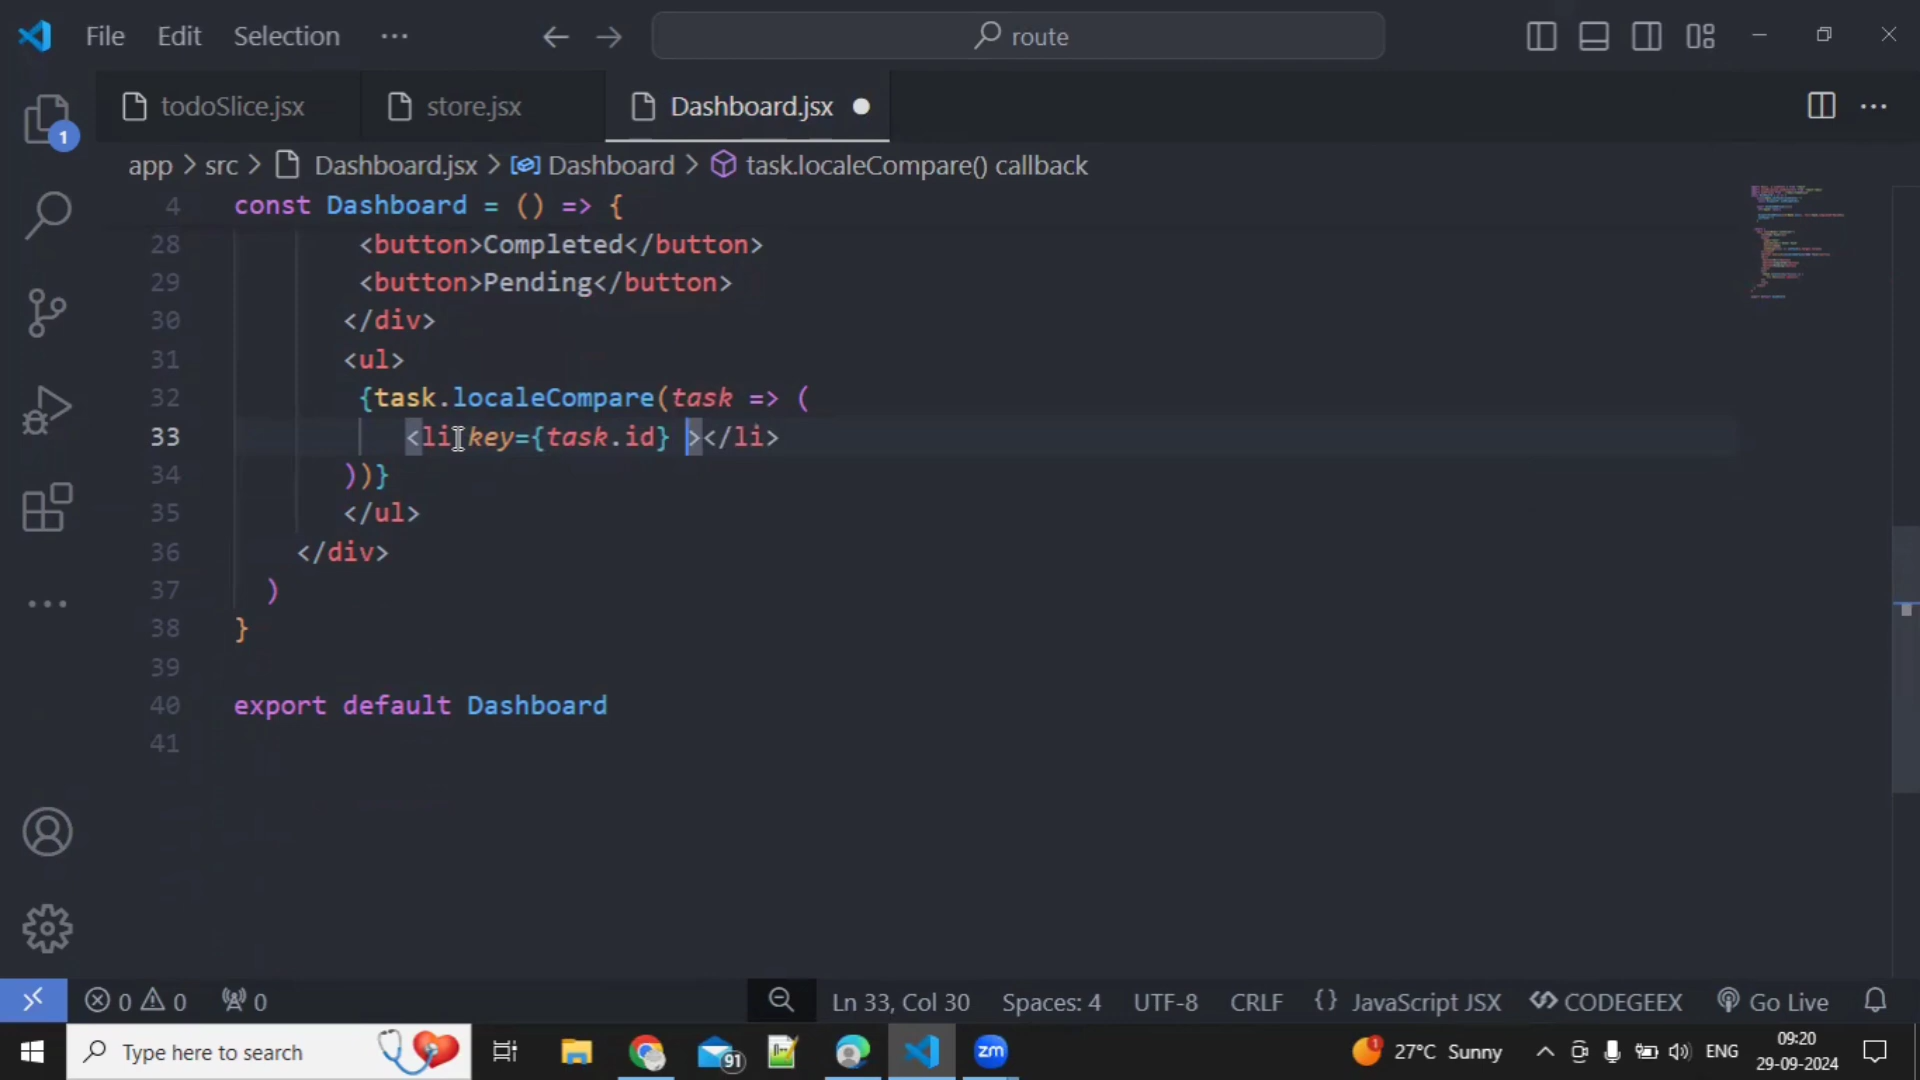 File Edit Selection ··· route
todoSlice.jsx store.jsx Dashboard.jsx ···
1
app > src > Dashboard.jsx > Dashboard > task.localeCompare() callback
4 const Dashboard = () => {
28 <button>Completed</button>
29 <button>Pending</button>
30 </div>
31 <ul>
32 {task.localeCompare(task => (
33 <li key={task.id} ></li>
34 ))}
35 </ul>
36 </div>
37 )
38 }
39
40 export default Dashboard
41
0 0 0 Ln 33, Col 30 Spaces: 4 UTF-8 CRLF {} JavaScript JSX CODEGEEX Go Live
Type here to search 91 zm 27°C Sunny ENG 09:20
29-09-2024